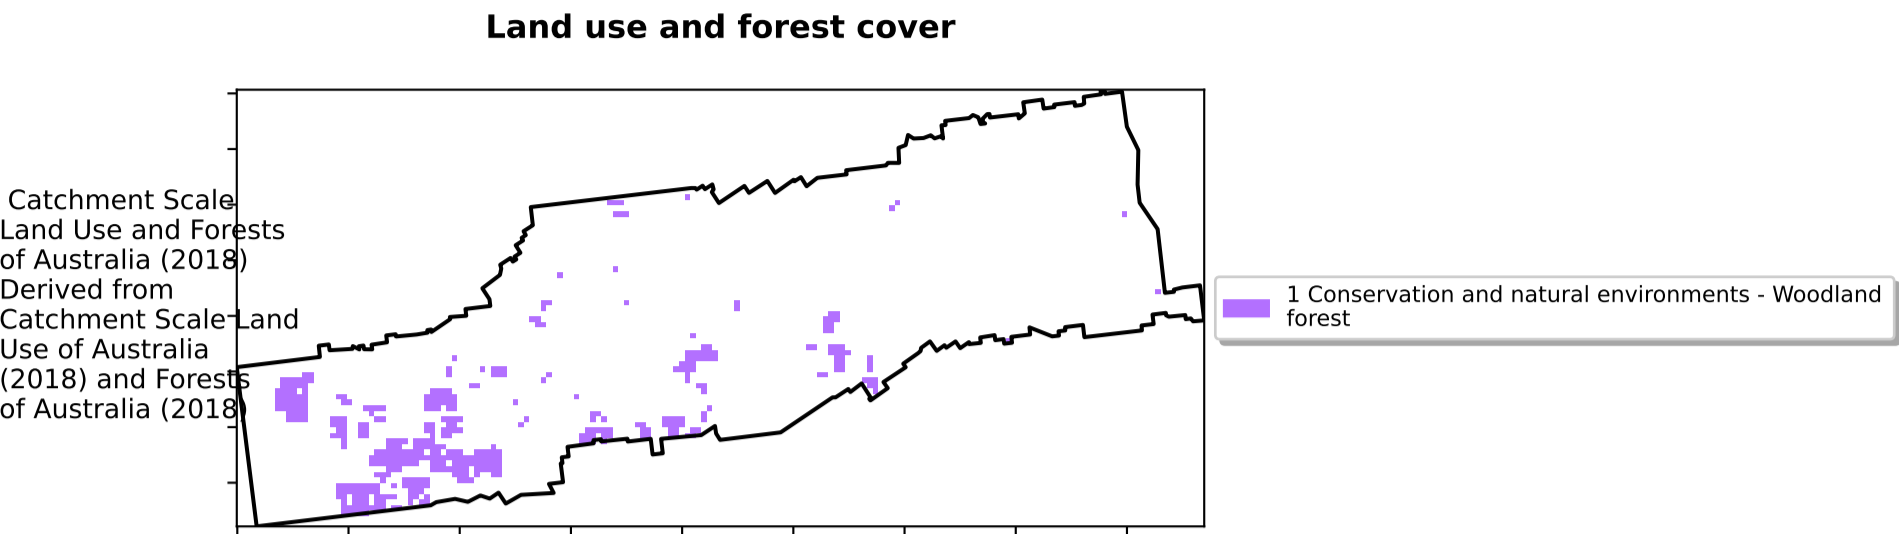 Land use and forest cover
Catchment Scale
Land Use and Forests
of Australia (2018)
Derived from
Catchment Scale Land
Use of Australia
(2018) and Forests
of Australia (2018)
1 Conservation and natural environments - Woodland
forest